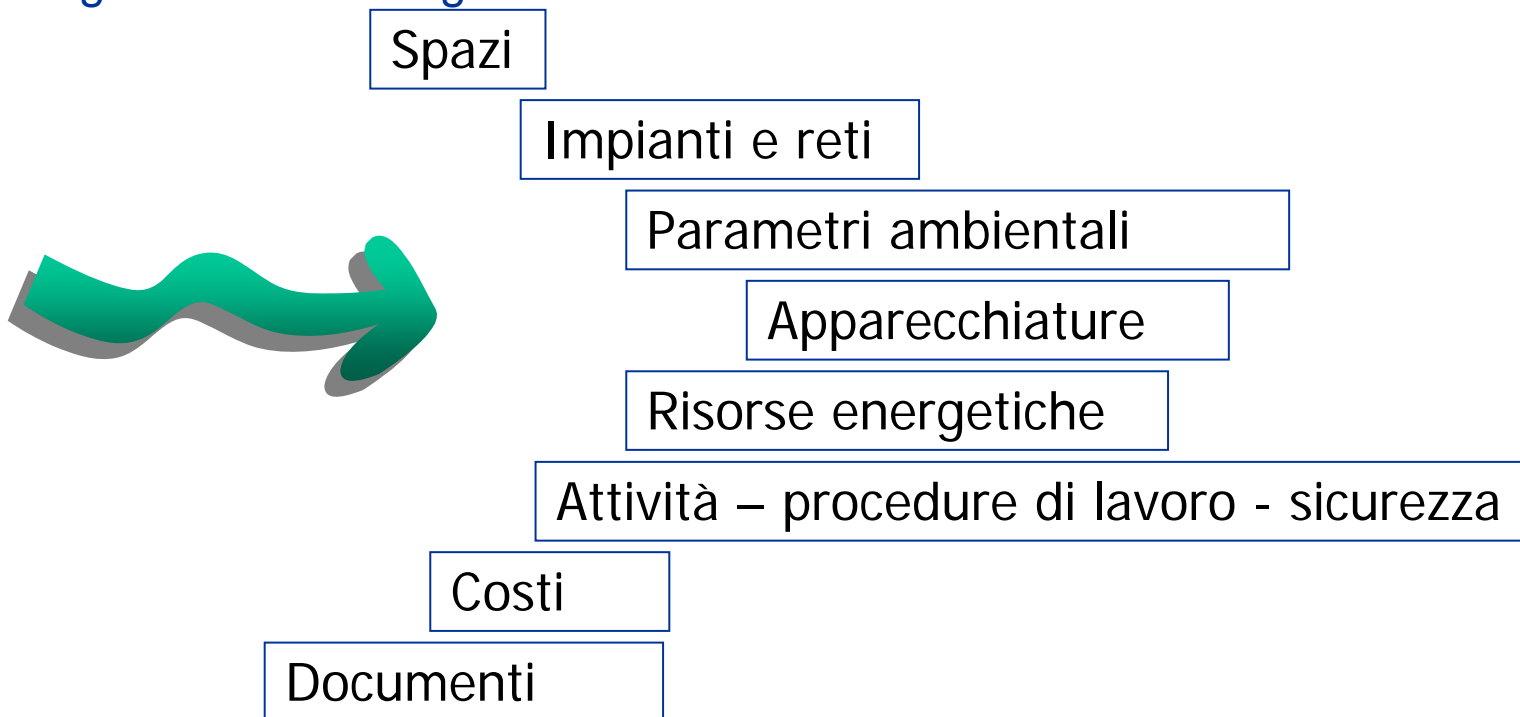 Spazi
Impianti e reti
Parametri ambientali
Apparecchiature
Risorse energetiche
Attività – procedure di lavoro - sicurezza
Costi
Documenti